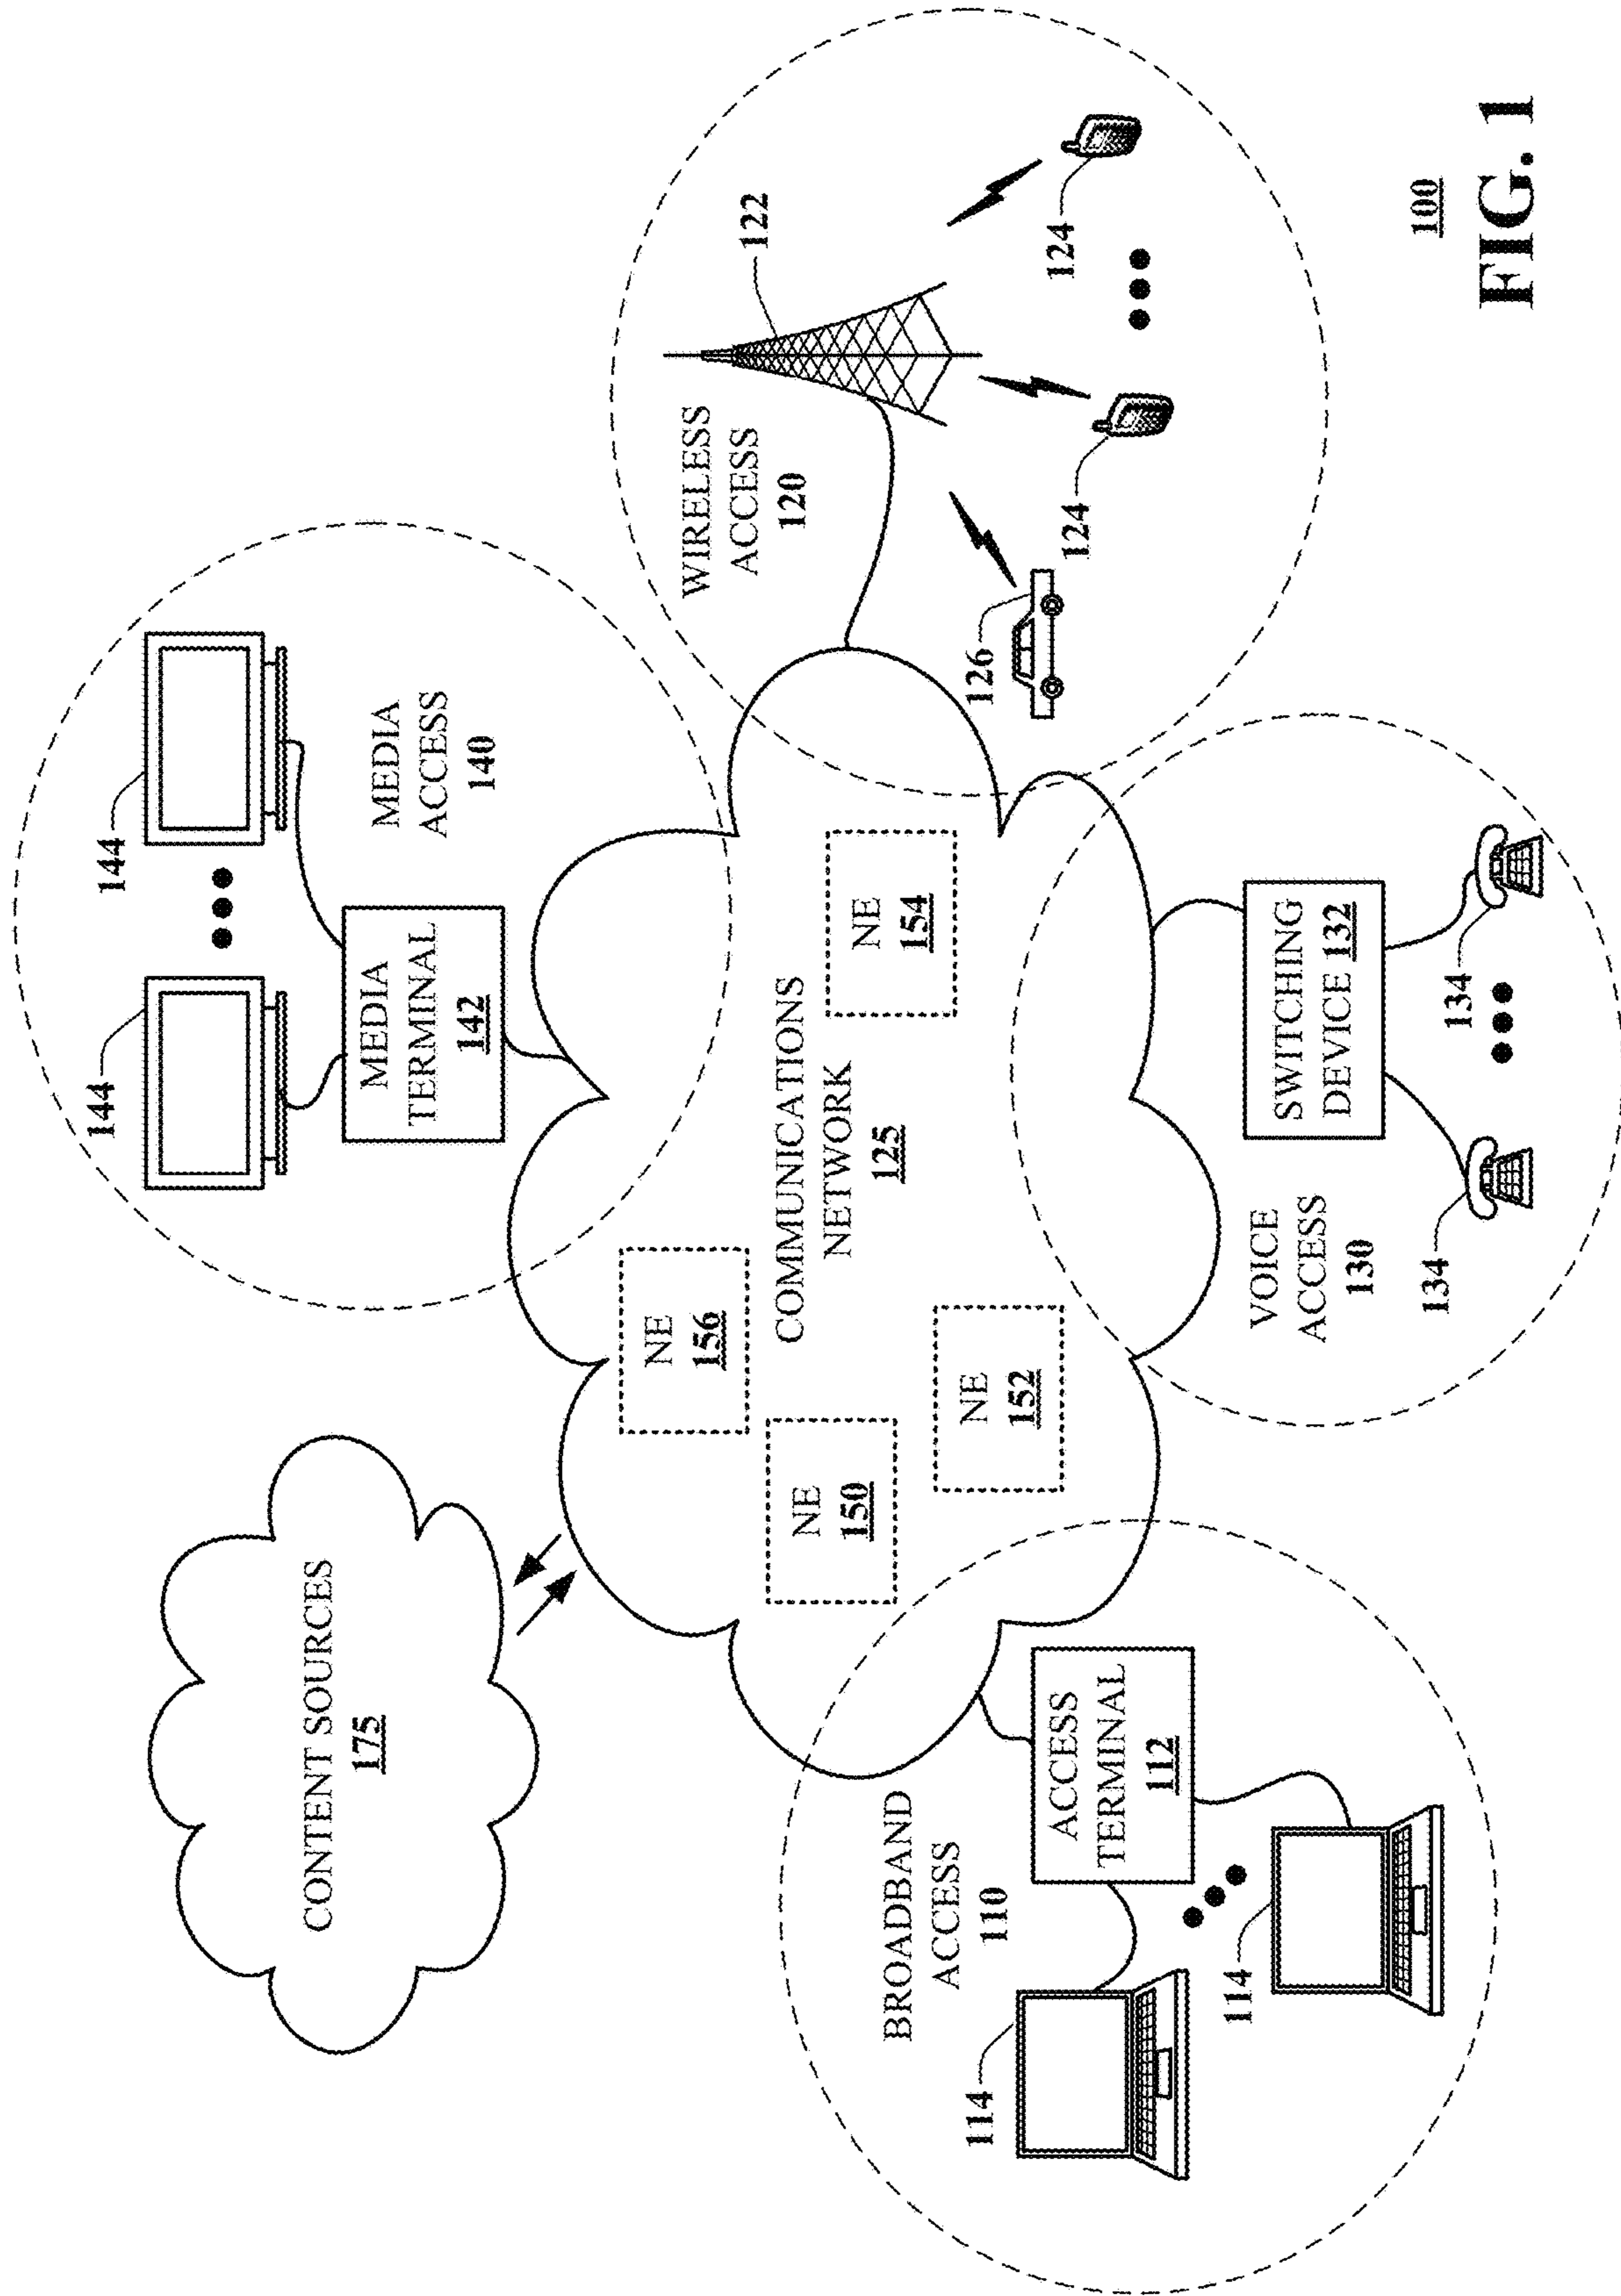 CONTENT SOURCES
175
144
144
MEDIA
TERMINAL
142
MEDIA
ACCESS
140
WIRELESS
ACCESS
120
122
124
124
126
NE
156
NE
150
NE
152
NE
154
COMMUNICATIONS
NETWORK
125
BROADBAND
ACCESS
110
ACCESS
TERMINAL
112
114
114
VOICE
ACCESS
130
SWITCHING
DEVICE 132
134
134
100
FIG. 1